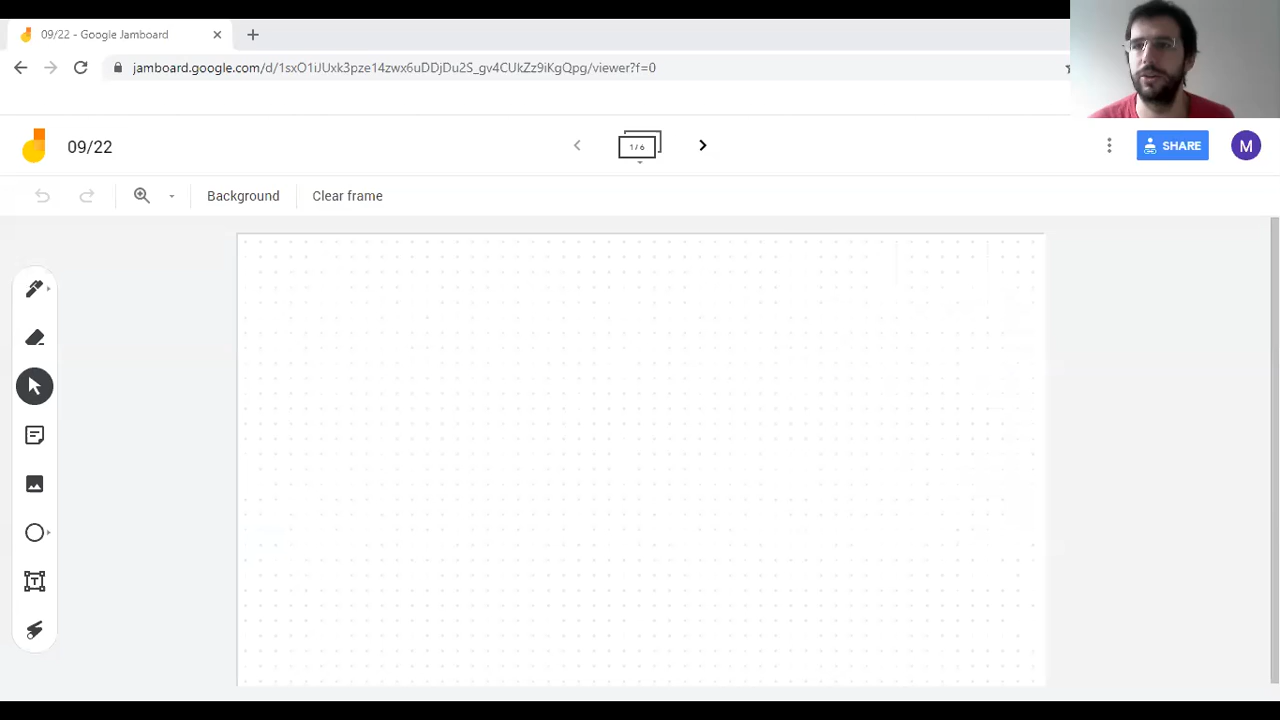 09/22 - Google Jamboard
jamboard.google.com/d/1sxO1iJUxk3pze14zwx6uDDjDu2S_gv4CUkZz9iKgQpg/viewer?f=0
09/22
1/6
SHARE
M
Background
Clear frame